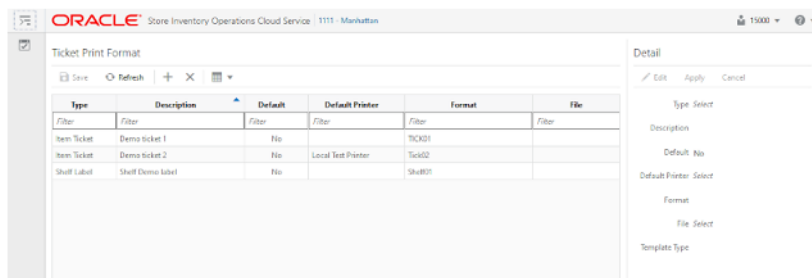 ORACLE Store Inventory Operations Cloud Service 1111 - Manhattan 15000
Ticket Print Format
Save Refresh
Type Description Default Default Printer Format File
Filter Filter Filter Filter Filter Filter
Item Ticket Demo ticket 1 No TICK01
Item Ticket Demo ticket 2 No Local Test Printer Tick02
Shelf Label Shelf Demo label No Shelf01
Detail
Edit Apply Cancel
Type Select
Description
Default No
Default Printer Select
Format
File Select
Template Type